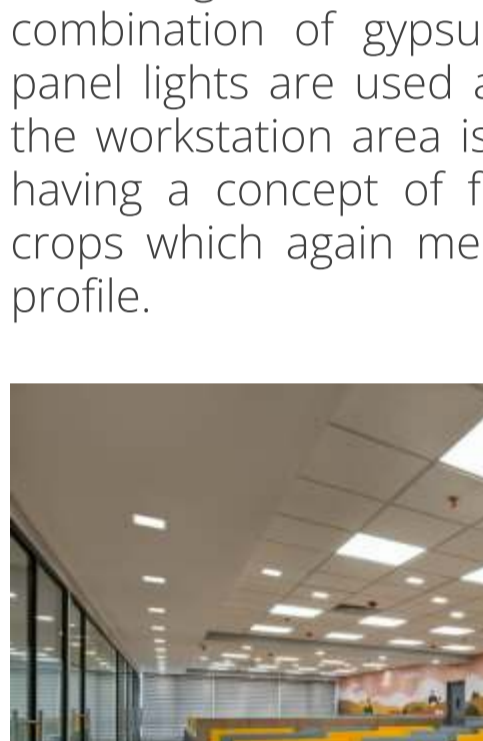 combination of gypsu
panel lights are used a
the workstation area is
having a concept of f
crops which again me
profile.